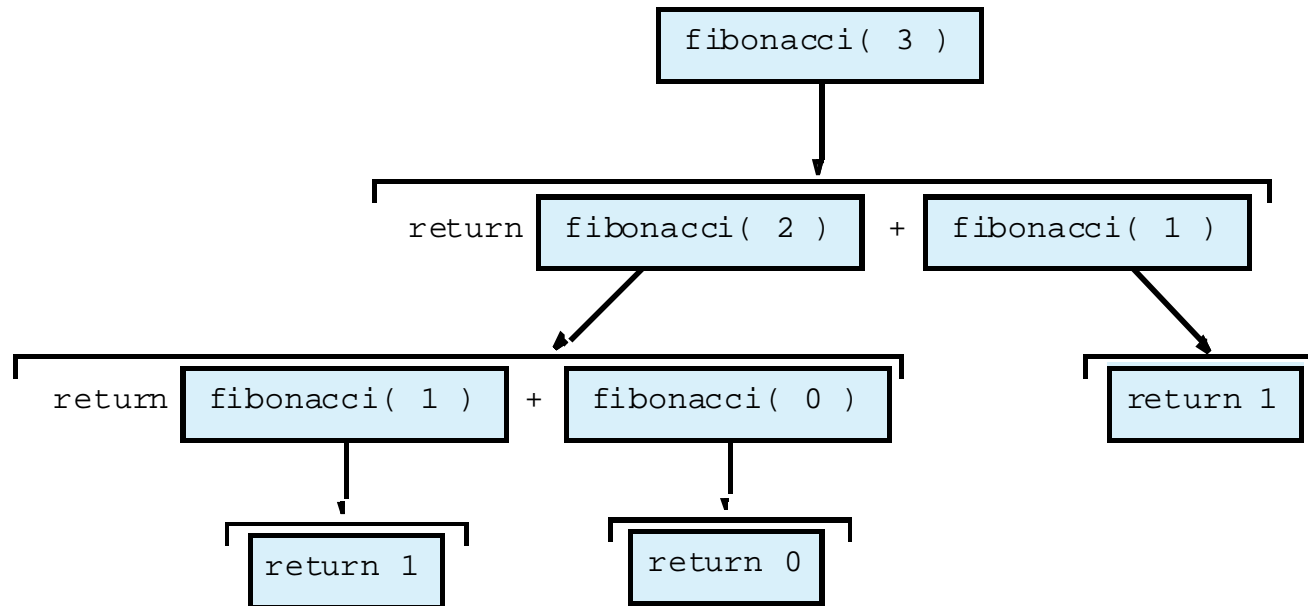 fibonacci( 3 )
return fibonacci( 2 ) + fibonacci( 1 )
return fibonacci( 1 ) + fibonacci( 0 )
return 1
return 1
return 0